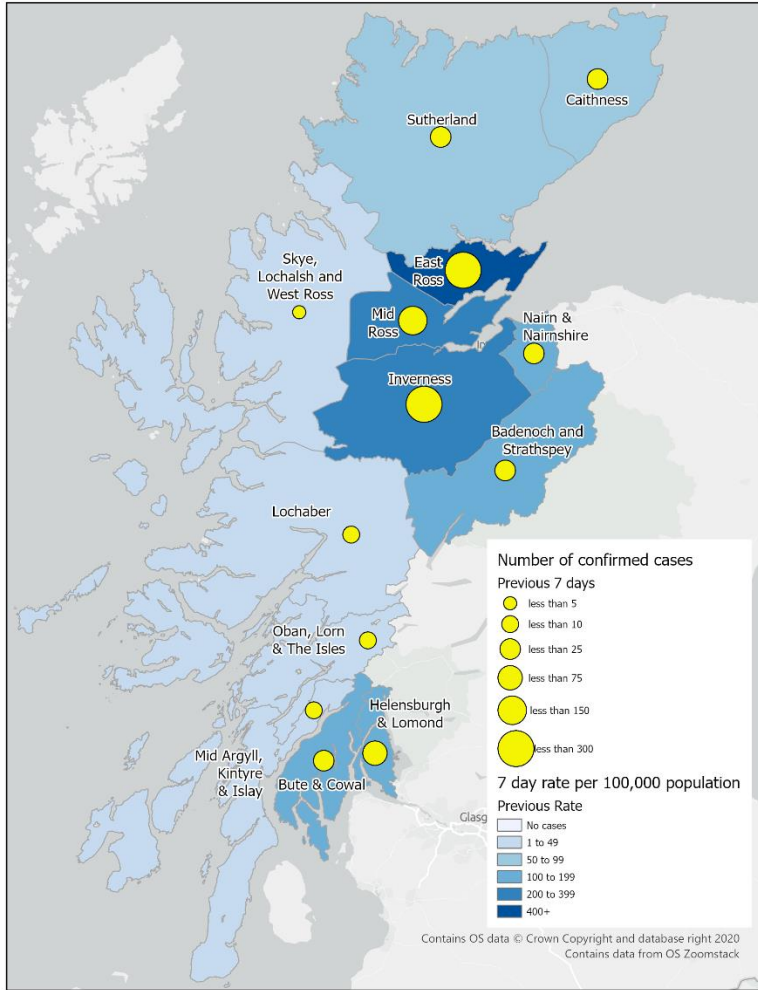 Caithness
Sutherland
Skye,
Lochalsh and
West Ross
East
Ross
Mid
Ross
Nairn &
Nairnshire
Inverness
Badenoch and
Strathspey
Lochaber
Oban, Lorn
& The Isles
Helensburgh
& Lomond
Mid Argyll,
Kintyre
& Islay
Bute & Cowal
Glasg
Number of confirmed cases
Previous 7 days
less than 5
less than 10
less than 25
less than 75
less than 150
less than 300
7 day rate per 100,000 population
Previous Rate
No cases
1 to 49
50 to 99
100 to 199
200 to 399
400+
Contains OS data © Crown Copyright and database right 2020
Contains data from OS Zoomstack